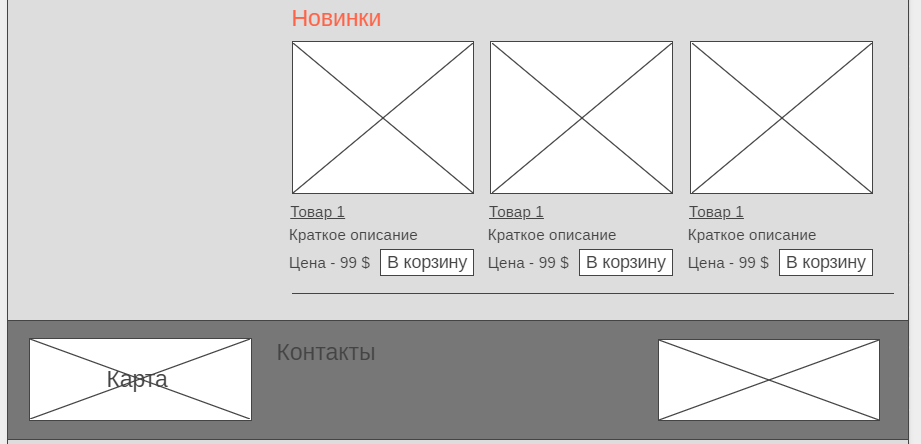 Новинки
Товар 1 Товар 1 Товар 1
Краткое описание Краткое описание Краткое описание
Цена - 99 $ В корзину Цена - 99 $ В корзину Цена - 99 $ В корзину
Контакты
Карта